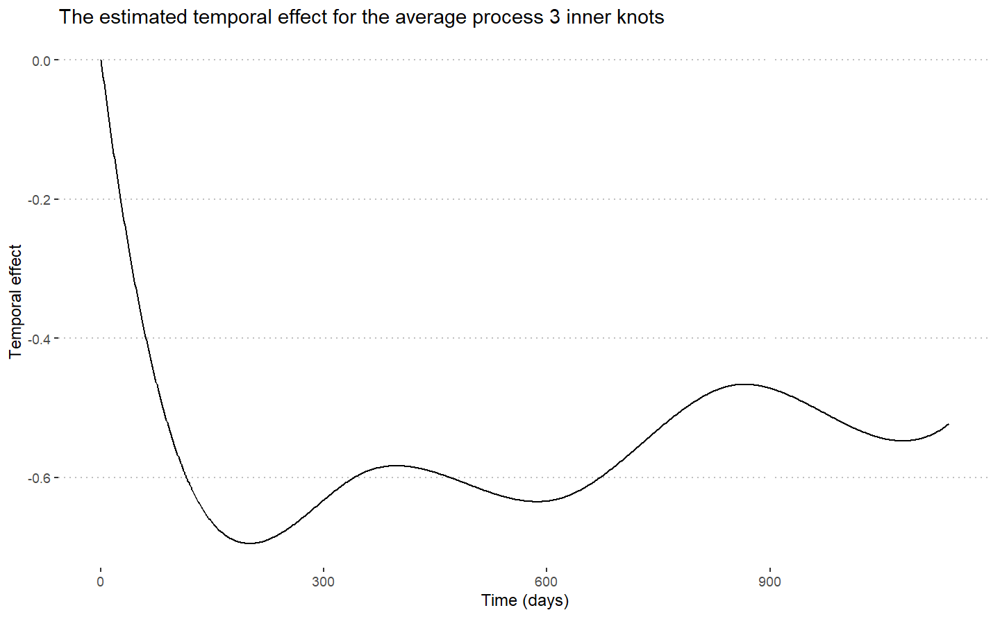 The estimated temporal effect for the average process 3 inner knots
0.0
-0.2
-0.4
-0.6
Temporal effect
0
300
600
900
Time (days)